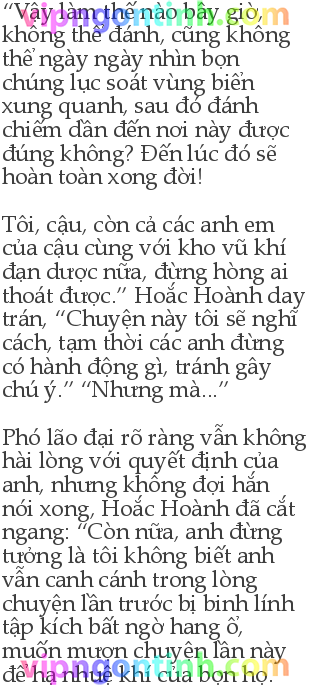 vipngontinh.com
“Vậy làm thế nào bây giờ,
không thể đánh, cũng không
thể ngày ngày nhìn bọn
chúng lục soát vùng biển
xung quanh, sau đó đánh
chiếm dần đến nơi này được
đúng không? Đến lúc đó sẽ
hoàn toàn xong đời!
Tôi, cậu, còn cả các anh em
của cậu cùng với kho vũ khí
đạn dược nữa, đừng hòng ai
thoát được.” Hoắc Hoành day
trán, “Chuyện này tôi sẽ nghĩ
cách, tạm thời các anh đừng
có hành động gì, tránh gây
chú ý.” “Nhưng mà...”
Phó lão đại rõ ràng vẫn không
hài lòng với quyết định của
anh, nhưng không đợi hắn
nói xong, Hoắc Hoành đã cắt
ngang: “Còn nữa, anh đừng
tưởng là tôi không biết anh
vẫn canh cánh trong lòng
chuyện lần trước bị binh lính
tập kích bất ngờ hang ổ,
muốn mượn chuyện lần này
để hạ nhuệ khí của bọn họ.
vipngontinh.com